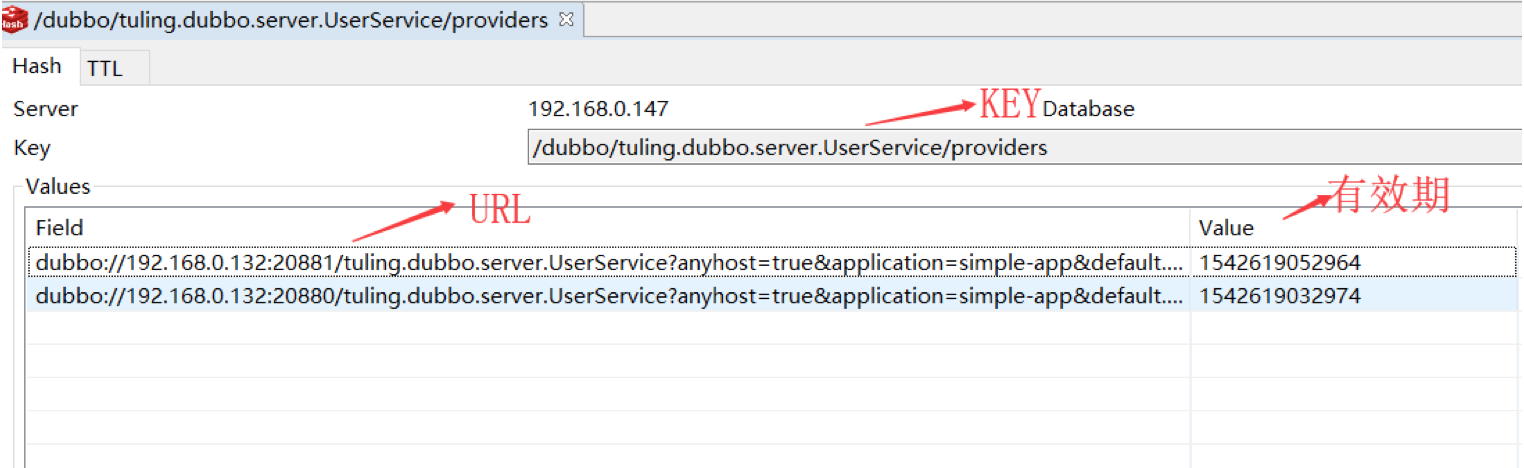 Hash /dubbo/tuling.dubbo.server.UserService/providers
Hash TTL
Server 192.168.0.147 KEY Database
Key /dubbo/tuling.dubbo.server.UserService/providers
Values URL 有效期
Field Value
dubbo://192.168.0.132:20881/tuling.dubbo.server.UserService?anyhost=true&application=simple-app&default.... 1542619052964
dubbo://192.168.0.132:20880/tuling.dubbo.server.UserService?anyhost=true&application=simple-app&default.... 1542619032974